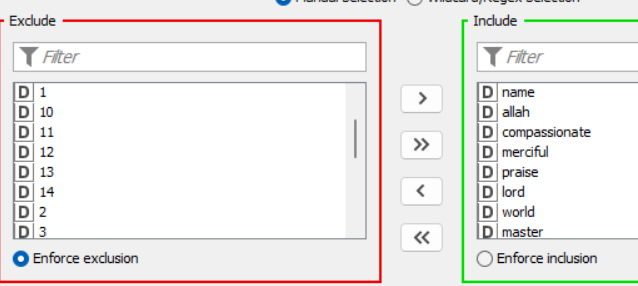 Manual Selection Wildcard/Regex Selection
Exclude
Filter
D 1
D 10
D 11
D 12
D 13
D 14
D 2
D 3
Enforce exclusion
>
>>
<
<<
Include
Filter
D name
D allah
D compassionate
D merciful
D praise
D lord
D world
D master
Enforce inclusion